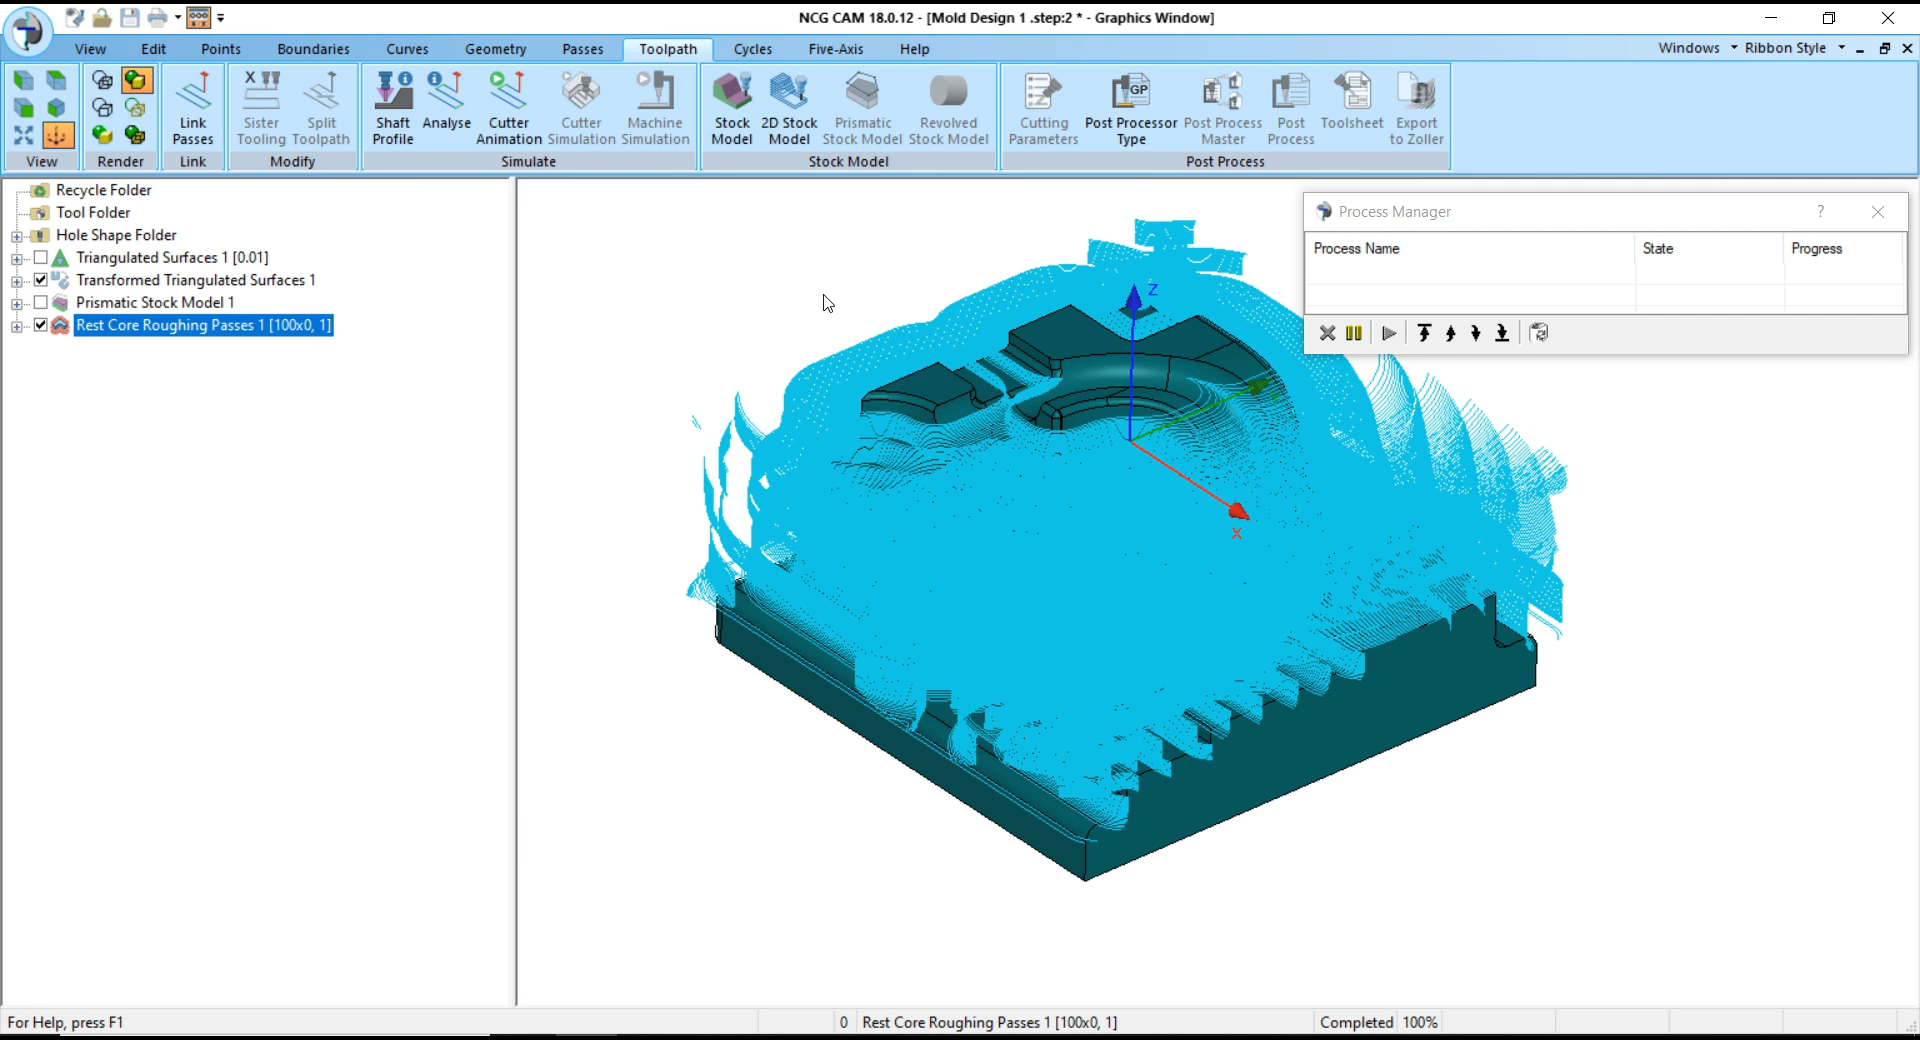 NCG CAM 18.0.12 - [Mold Design 1 .step:2 * - Graphics Window]
View Edit Points Boundaries Curves Geometry Passes Toolpath Cycles Five-Axis Help Windows Ribbon Style
Link Passes
Sister Tooling
Split Toolpath
Shaft Profile
Analyse
Cutter Animation
Cutter Simulation
Machine Simulation
Stock Model
2D Stock Model
Prismatic Stock Model
Revolved Stock Model
Cutting Parameters
GP
Post Processor Type
Post Process Master
Post Process
Toolsheet
Export to Zoller
View Render Link Modify Simulate Stock Model Post Process
Recycle Folder
Tool Folder
Hole Shape Folder
Triangulated Surfaces 1 [0.01]
Transformed Triangulated Surfaces 1
Prismatic Stock Model 1
Rest Core Roughing Passes 1 [100x0, 1]
Process Manager ?
Process Name State Progress
Z
X
For Help, press F1
0 Rest Core Roughing Passes 1 [100x0, 1] Completed 100%